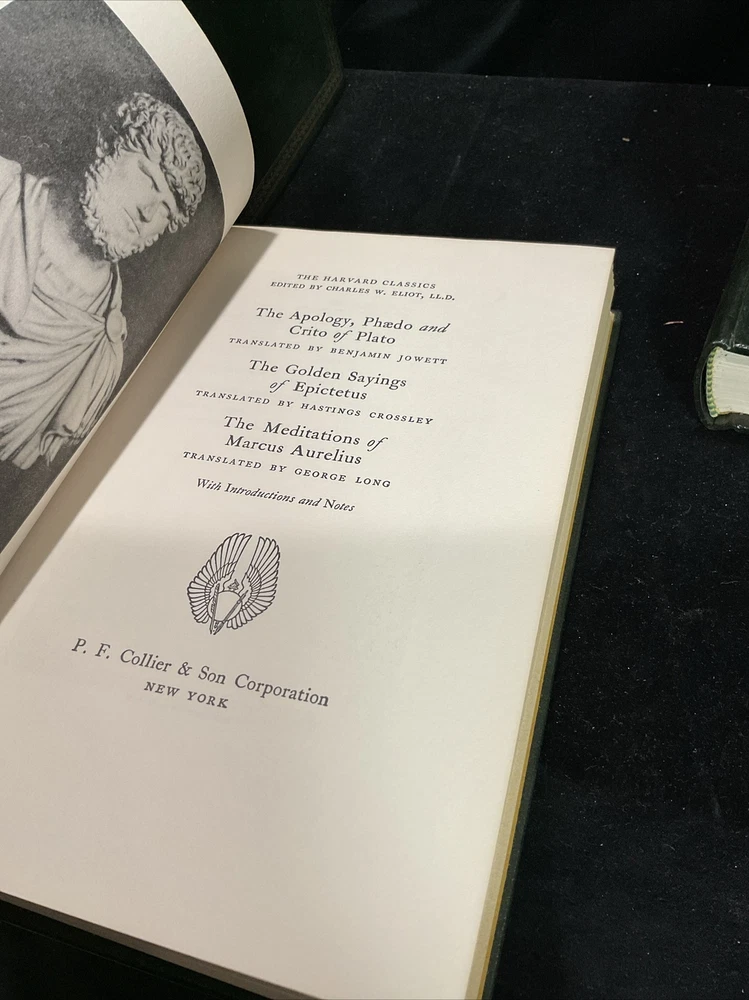 THE HARVARD CLASSICS
EDITED BY CHARLES W. ELIOT, LL.D.
The Apology, Phædo and
Crito of Plato
TRANSLATED BY BENJAMIN JOWETT
The Golden Sayings
of Epictetus
TRANSLATED BY HASTINGS CROSSLEY
The Meditations of
Marcus Aurelius
TRANSLATED BY GEORGE LONG
With Introductions and Notes
P. F. Collier & Son Corporation
NEW YORK